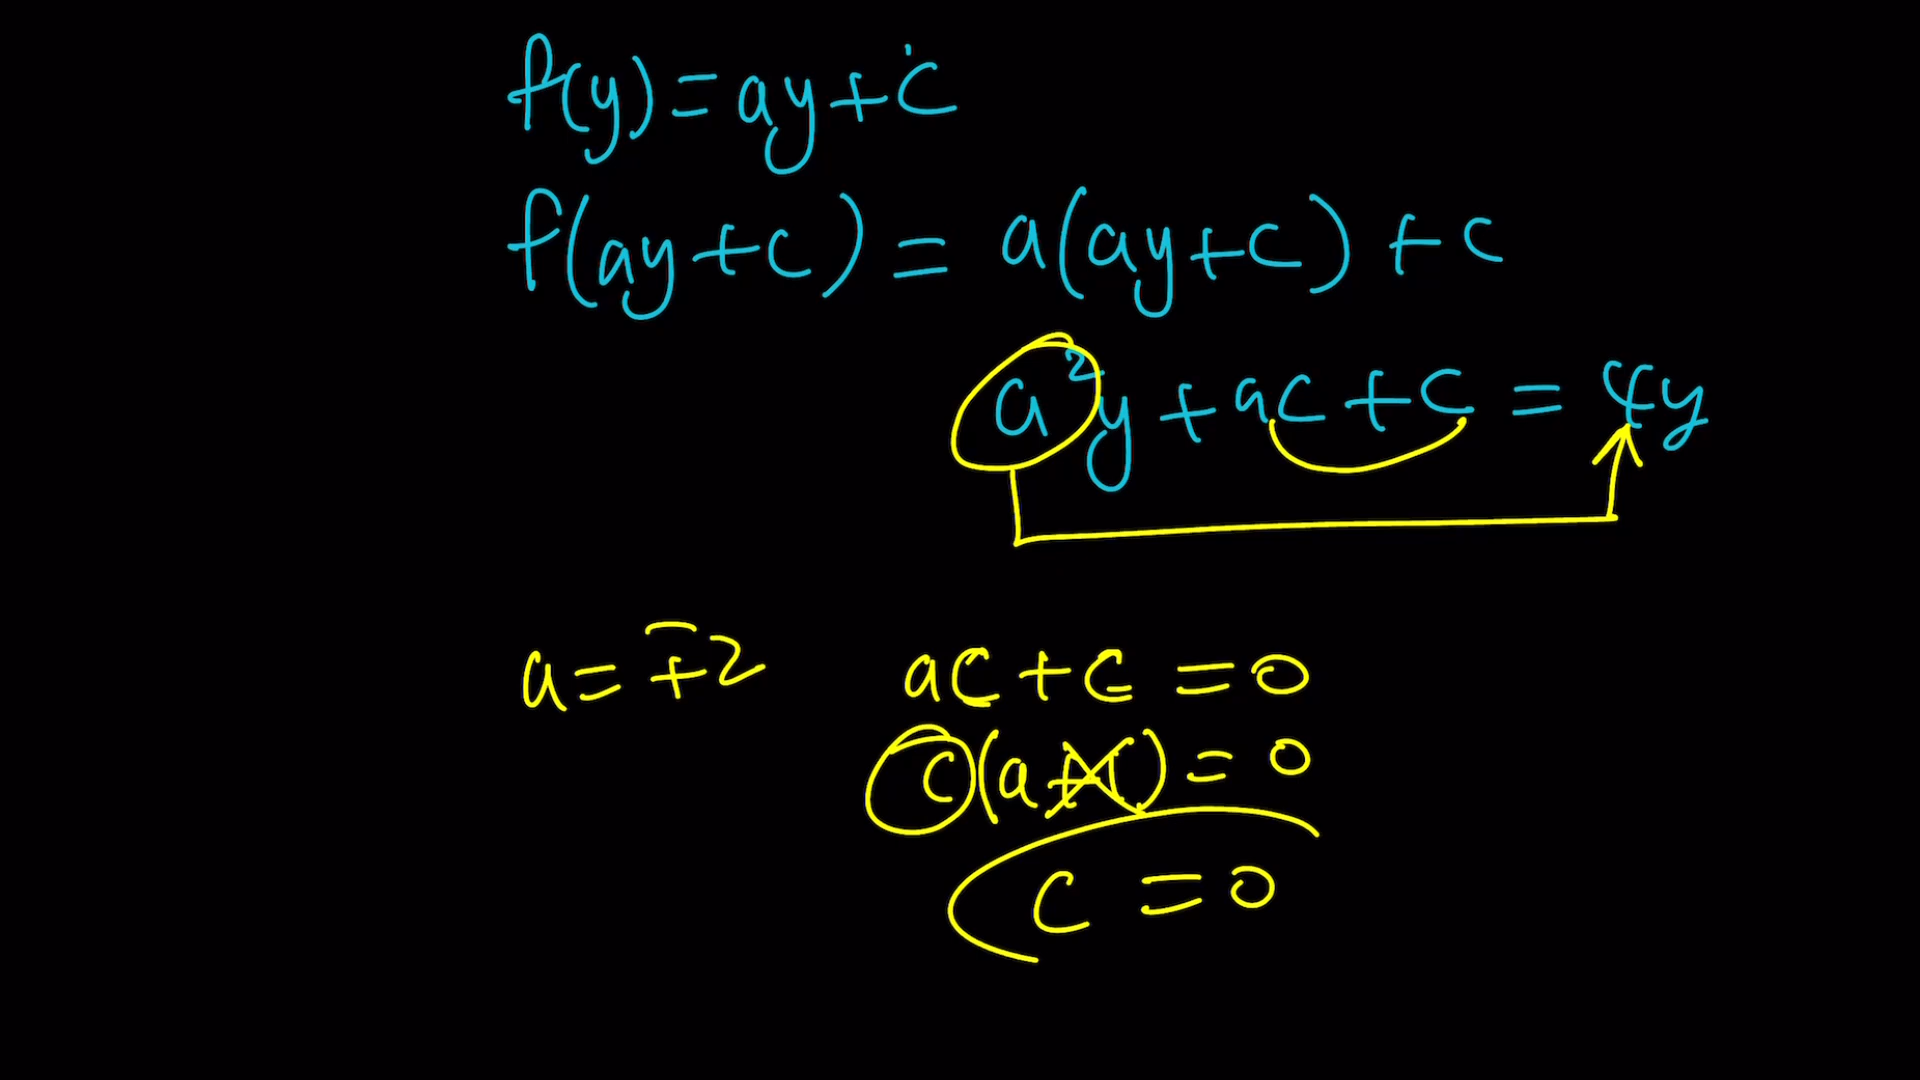 f(y)=ay+c
f(ay+c) = a(ay+c)+c
a²y+ac+c = 4y
a=∓2
ac+c=0
c(a+1)=0
c=0